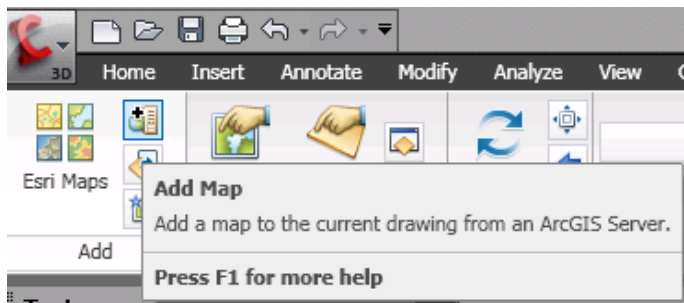 3D Home Insert Annotate Modify Analyze View
Esri Maps
Add Map
Add a map to the current drawing from an ArcGIS Server.
Add
Press F1 for more help